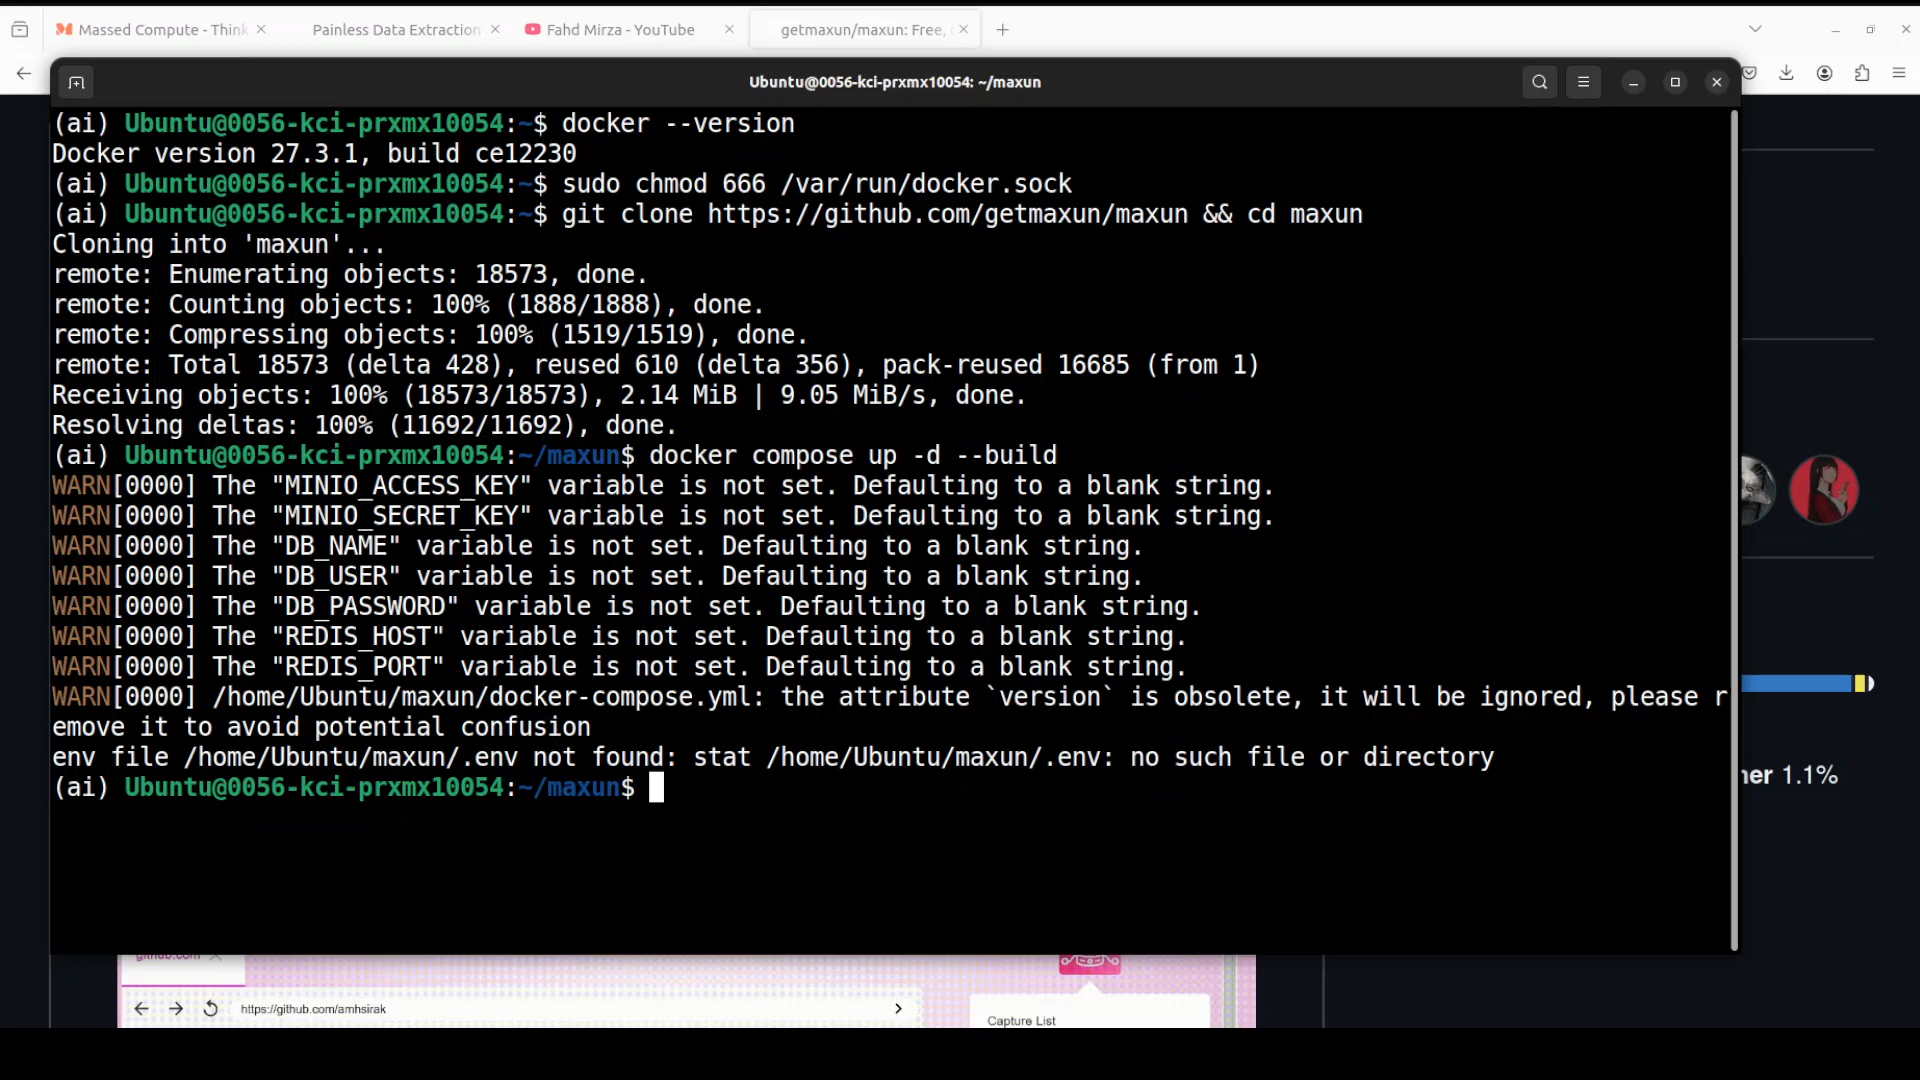 Massed Compute - Think
Painless Data Extraction
Fahd Mirza - YouTube
getmaxun/maxun: Free,
Ubuntu@0056-kci-prxmx10054: ~/maxun
(ai) Ubuntu@0056-kci-prxmx10054:~$ docker --version
Docker version 27.3.1, build ce12230
(ai) Ubuntu@0056-kci-prxmx10054:~$ sudo chmod 666 /var/run/docker.sock
(ai) Ubuntu@0056-kci-prxmx10054:~$ git clone https://github.com/getmaxun/maxun && cd maxun
Cloning into 'maxun'...
remote: Enumerating objects: 18573, done.
remote: Counting objects: 100% (1888/1888), done.
remote: Compressing objects: 100% (1519/1519), done.
remote: Total 18573 (delta 428), reused 610 (delta 356), pack-reused 16685 (from 1)
Receiving objects: 100% (18573/18573), 2.14 MiB | 9.05 MiB/s, done.
Resolving deltas: 100% (11692/11692), done.
(ai) Ubuntu@0056-kci-prxmx10054:~/maxun$ docker compose up -d --build
WARN[0000] The "MINIO_ACCESS_KEY" variable is not set. Defaulting to a blank string.
WARN[0000] The "MINIO_SECRET_KEY" variable is not set. Defaulting to a blank string.
WARN[0000] The "DB_NAME" variable is not set. Defaulting to a blank string.
WARN[0000] The "DB_USER" variable is not set. Defaulting to a blank string.
WARN[0000] The "DB_PASSWORD" variable is not set. Defaulting to a blank string.
WARN[0000] The "REDIS_HOST" variable is not set. Defaulting to a blank string.
WARN[0000] The "REDIS_PORT" variable is not set. Defaulting to a blank string.
WARN[0000] /home/Ubuntu/maxun/docker-compose.yml: the attribute `version` is obsolete, it will be ignored, please r
emove it to avoid potential confusion
env file /home/Ubuntu/maxun/.env not found: stat /home/Ubuntu/maxun/.env: no such file or directory
(ai) Ubuntu@0056-kci-prxmx10054:~/maxun$
1.1%
github.com
https://github.com/amhsirak
Capture List